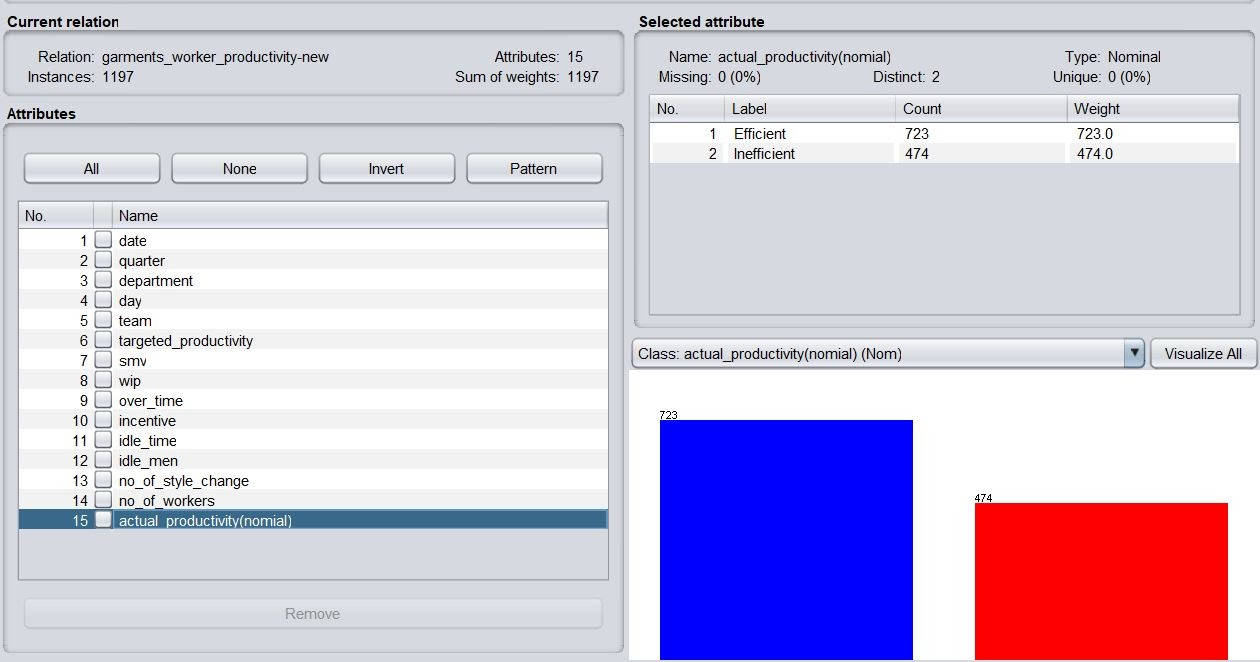 Current relation
Relation: garments_worker_productivity-new
Attributes: 15
Instances: 1197
Sum of weights: 1197
Attributes
All
None
Invert
Pattern
No.
Name
1 date
2 quarter
3 department
4 day
5 team
6 targeted_productivity
7 smv
8 wip
9 over_time
10 incentive
11 idle_time
12 idle_men
13 no_of_style_change
14 no_of_workers
15 actual_productivity(nomial)
Remove
Selected attribute
Name: actual_productivity(nomial)
Type: Nominal
Missing: 0 (0%)
Distinct: 2
Unique: 0 (0%)
No. Label Count Weight
1 Efficient 723 723.0
2 Inefficient 474 474.0
Class: actual_productivity(nomial) (Nom)
Visualize All
723
474